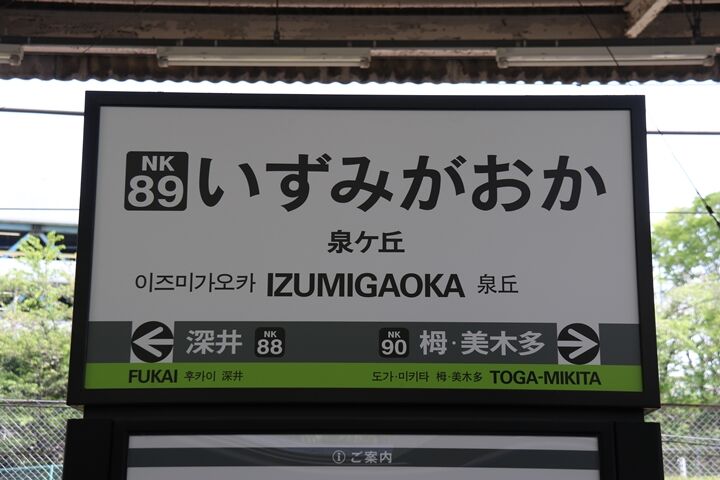 NK 89 いずみがおか
泉ケ丘
이즈미가오카 IZUMIGAOKA 泉丘
深井 NK 88 NK 90 栂・美木多
FUKAI 후카이 深井 도가·미키타 栂·美木多 TOGA-MIKITA
ⓘ ご案内